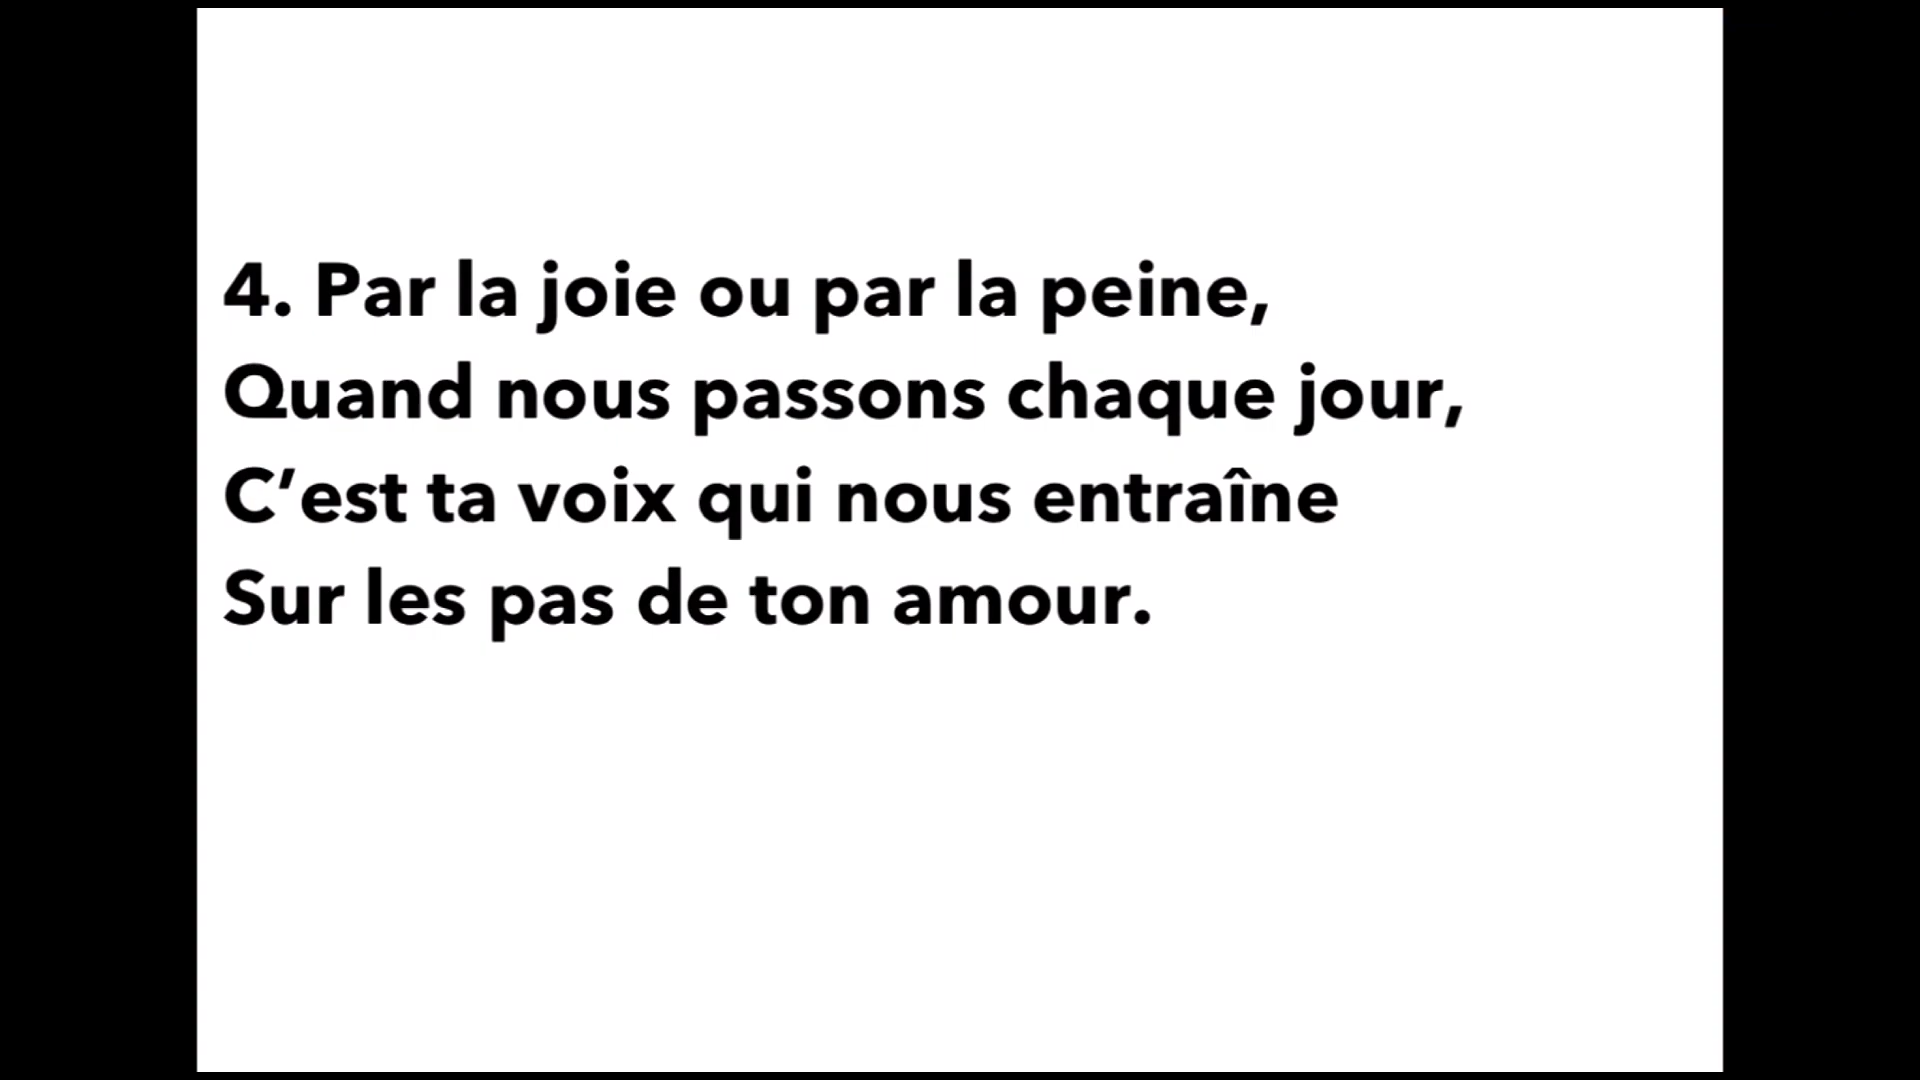 4. Par la joie ou par la peine,
Quand nous passons chaque jour,
C’est ta voix qui nous entraîne
Sur les pas de ton amour.